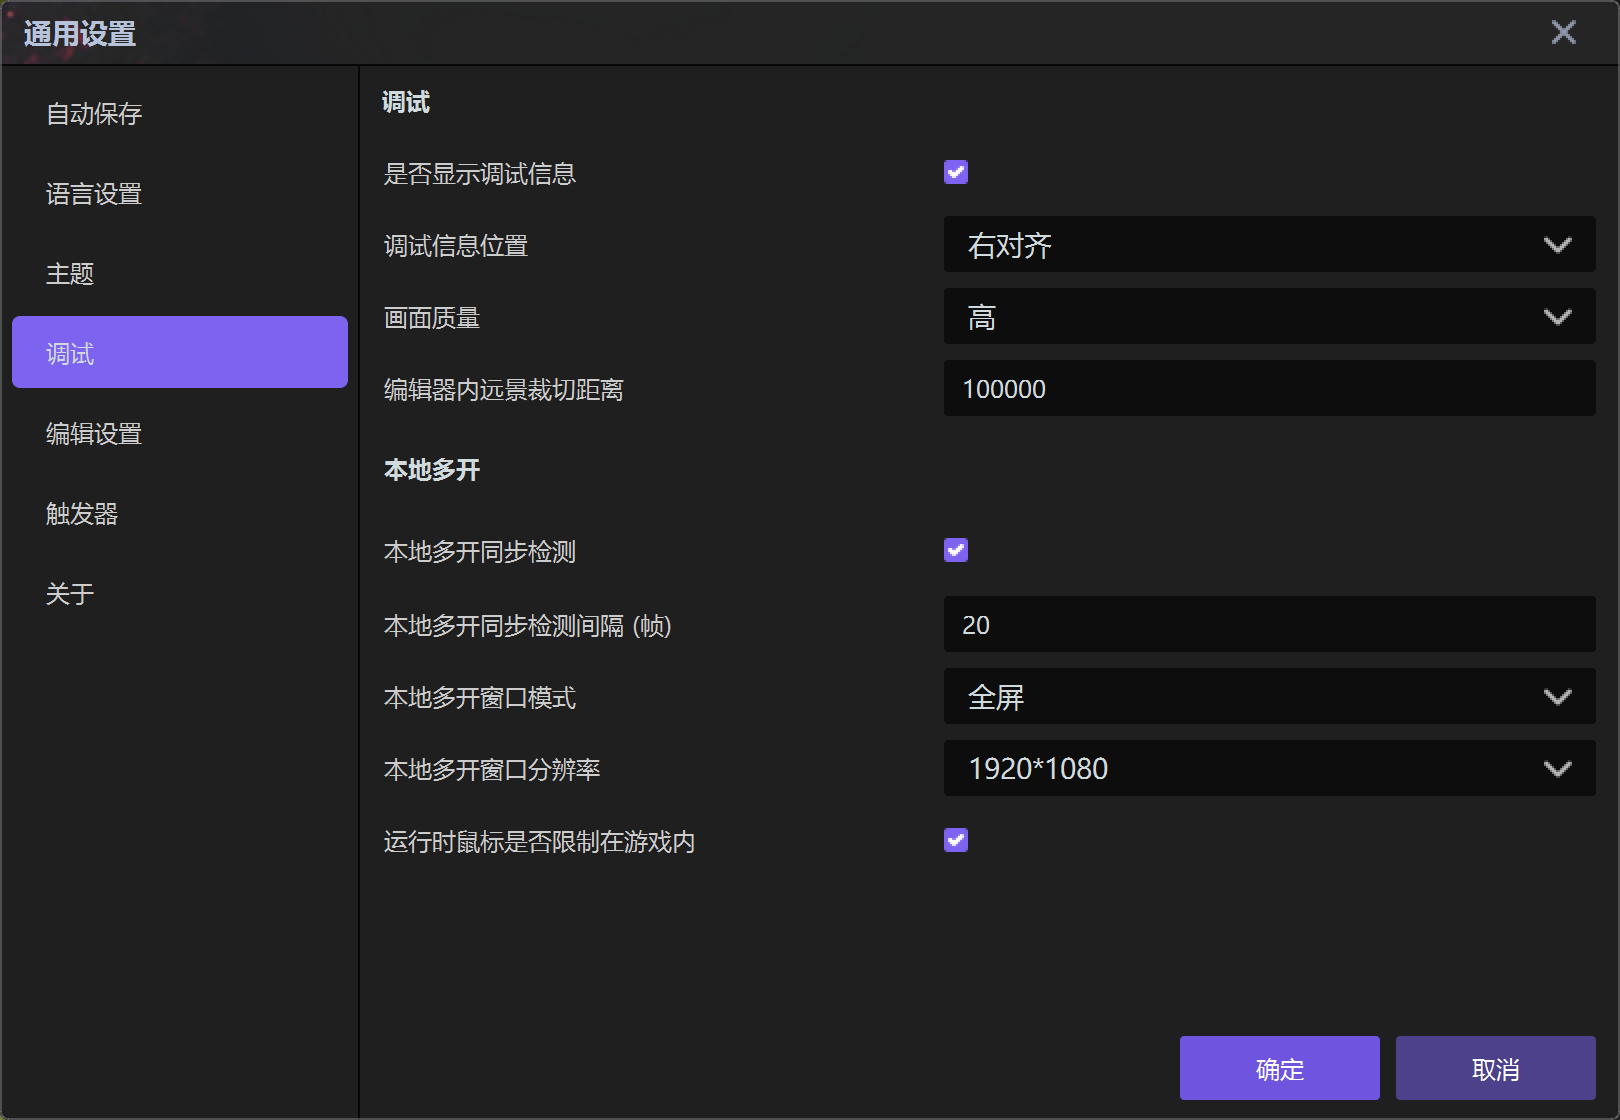 通用设置
自动保存
语言设置
主题
调试
编辑设置
触发器
关于
调试
是否显示调试信息
调试信息位置
右对齐
画面质量
高
编辑器内远景裁切距离
100000
本地多开
本地多开同步检测
本地多开同步检测间隔 (帧)
20
本地多开窗口模式
全屏
本地多开窗口分辨率
1920*1080
运行时鼠标是否限制在游戏内
确定
取消